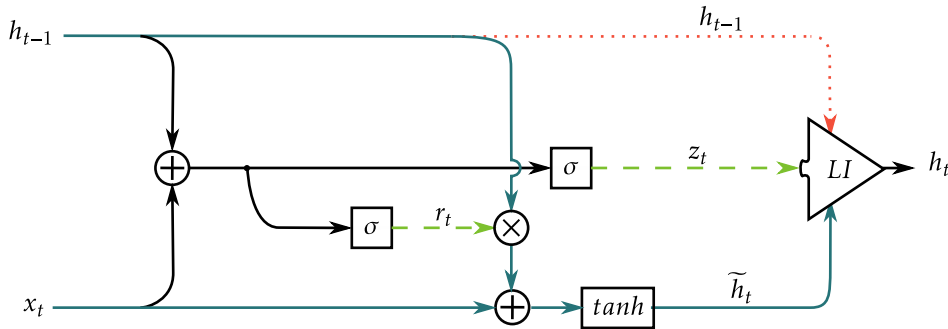 h_{t−1}
h_{t−1}
σ
z_t
LI
h_t
σ
r_t
x_t
tanh
h̃_t